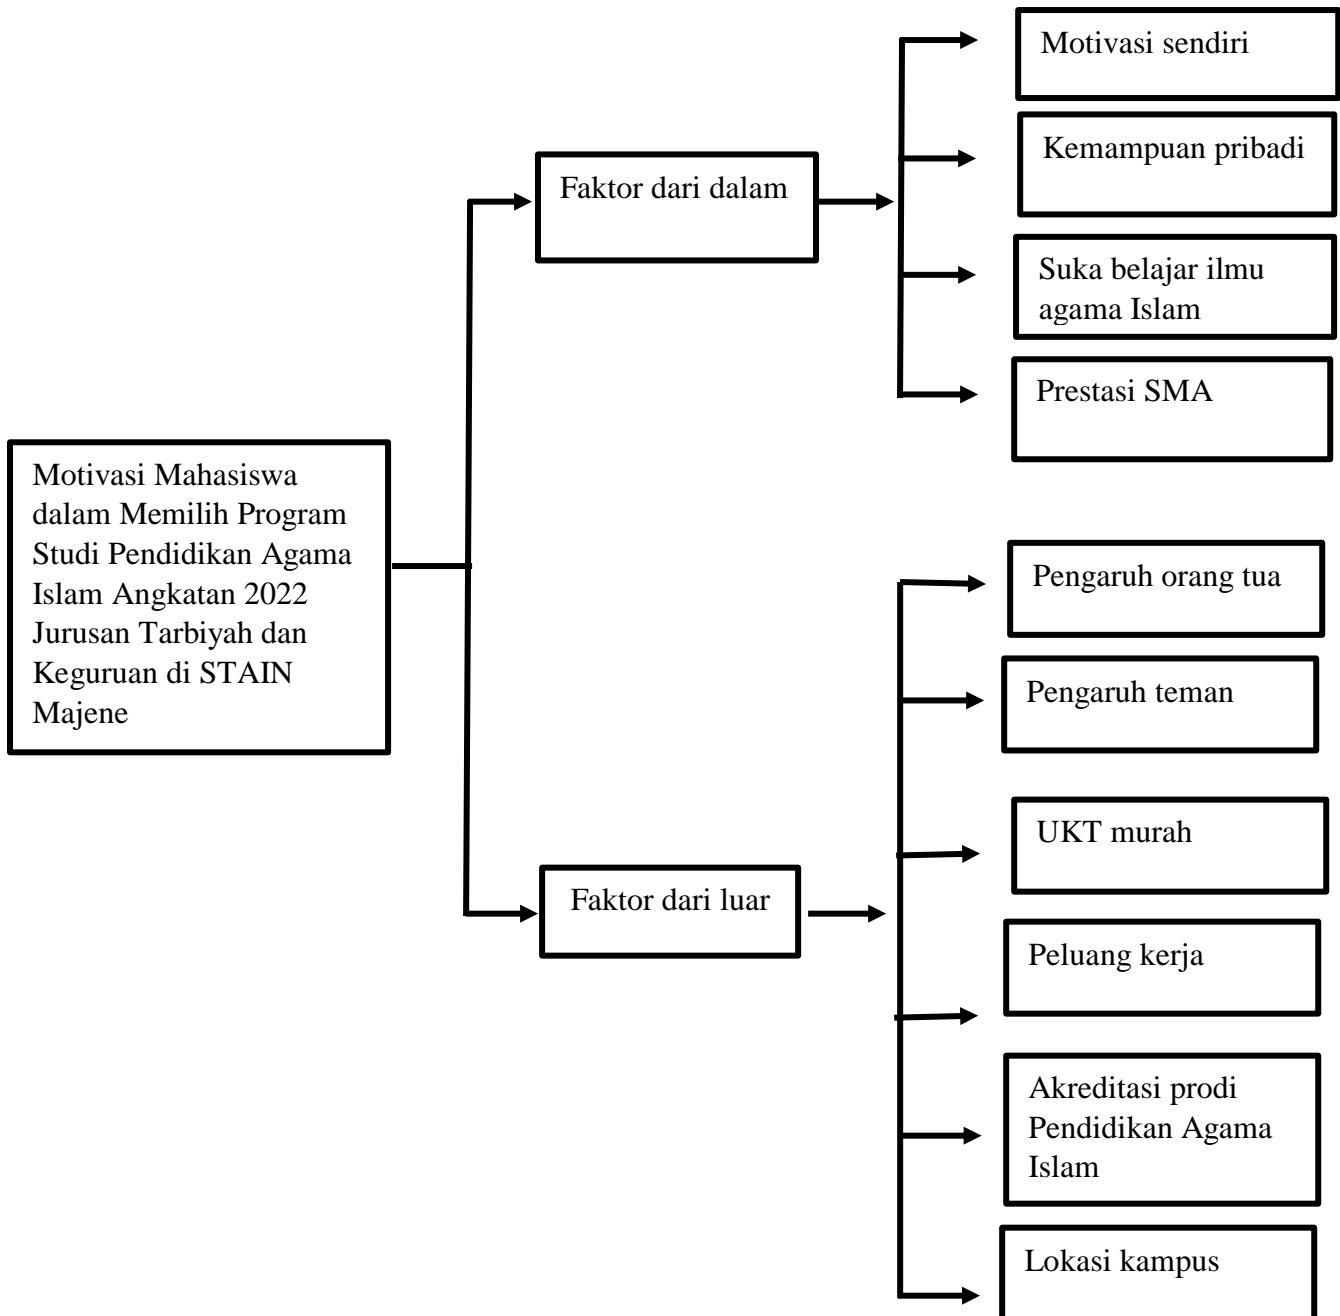 Motivasi Mahasiswa
dalam Memilih Program
Studi Pendidikan Agama
Islam Angkatan 2022
Jurusan Tarbiyah dan
Keguruan di STAIN
Majene
Faktor dari dalam
Motivasi sendiri
Kemampuan pribadi
Suka belajar ilmu
agama Islam
Prestasi SMA
Faktor dari luar
Pengaruh orang tua
Pengaruh teman
UKT murah
Peluang kerja
Akreditasi prodi
Pendidikan Agama
Islam
Lokasi kampus